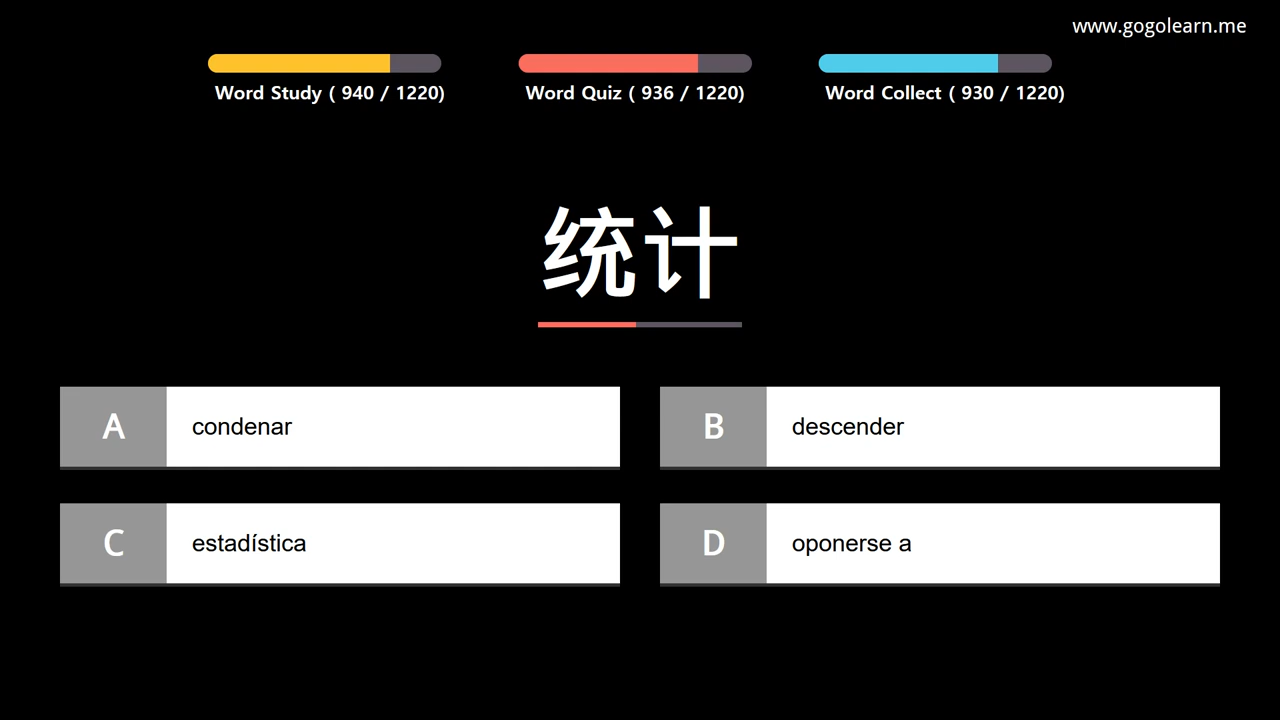 www.gogolearn.me
Word Study ( 940 / 1220)
Word Quiz ( 936 / 1220)
Word Collect ( 930 / 1220)
统计
A
condenar
B
descender
C
estadística
D
oponerse a